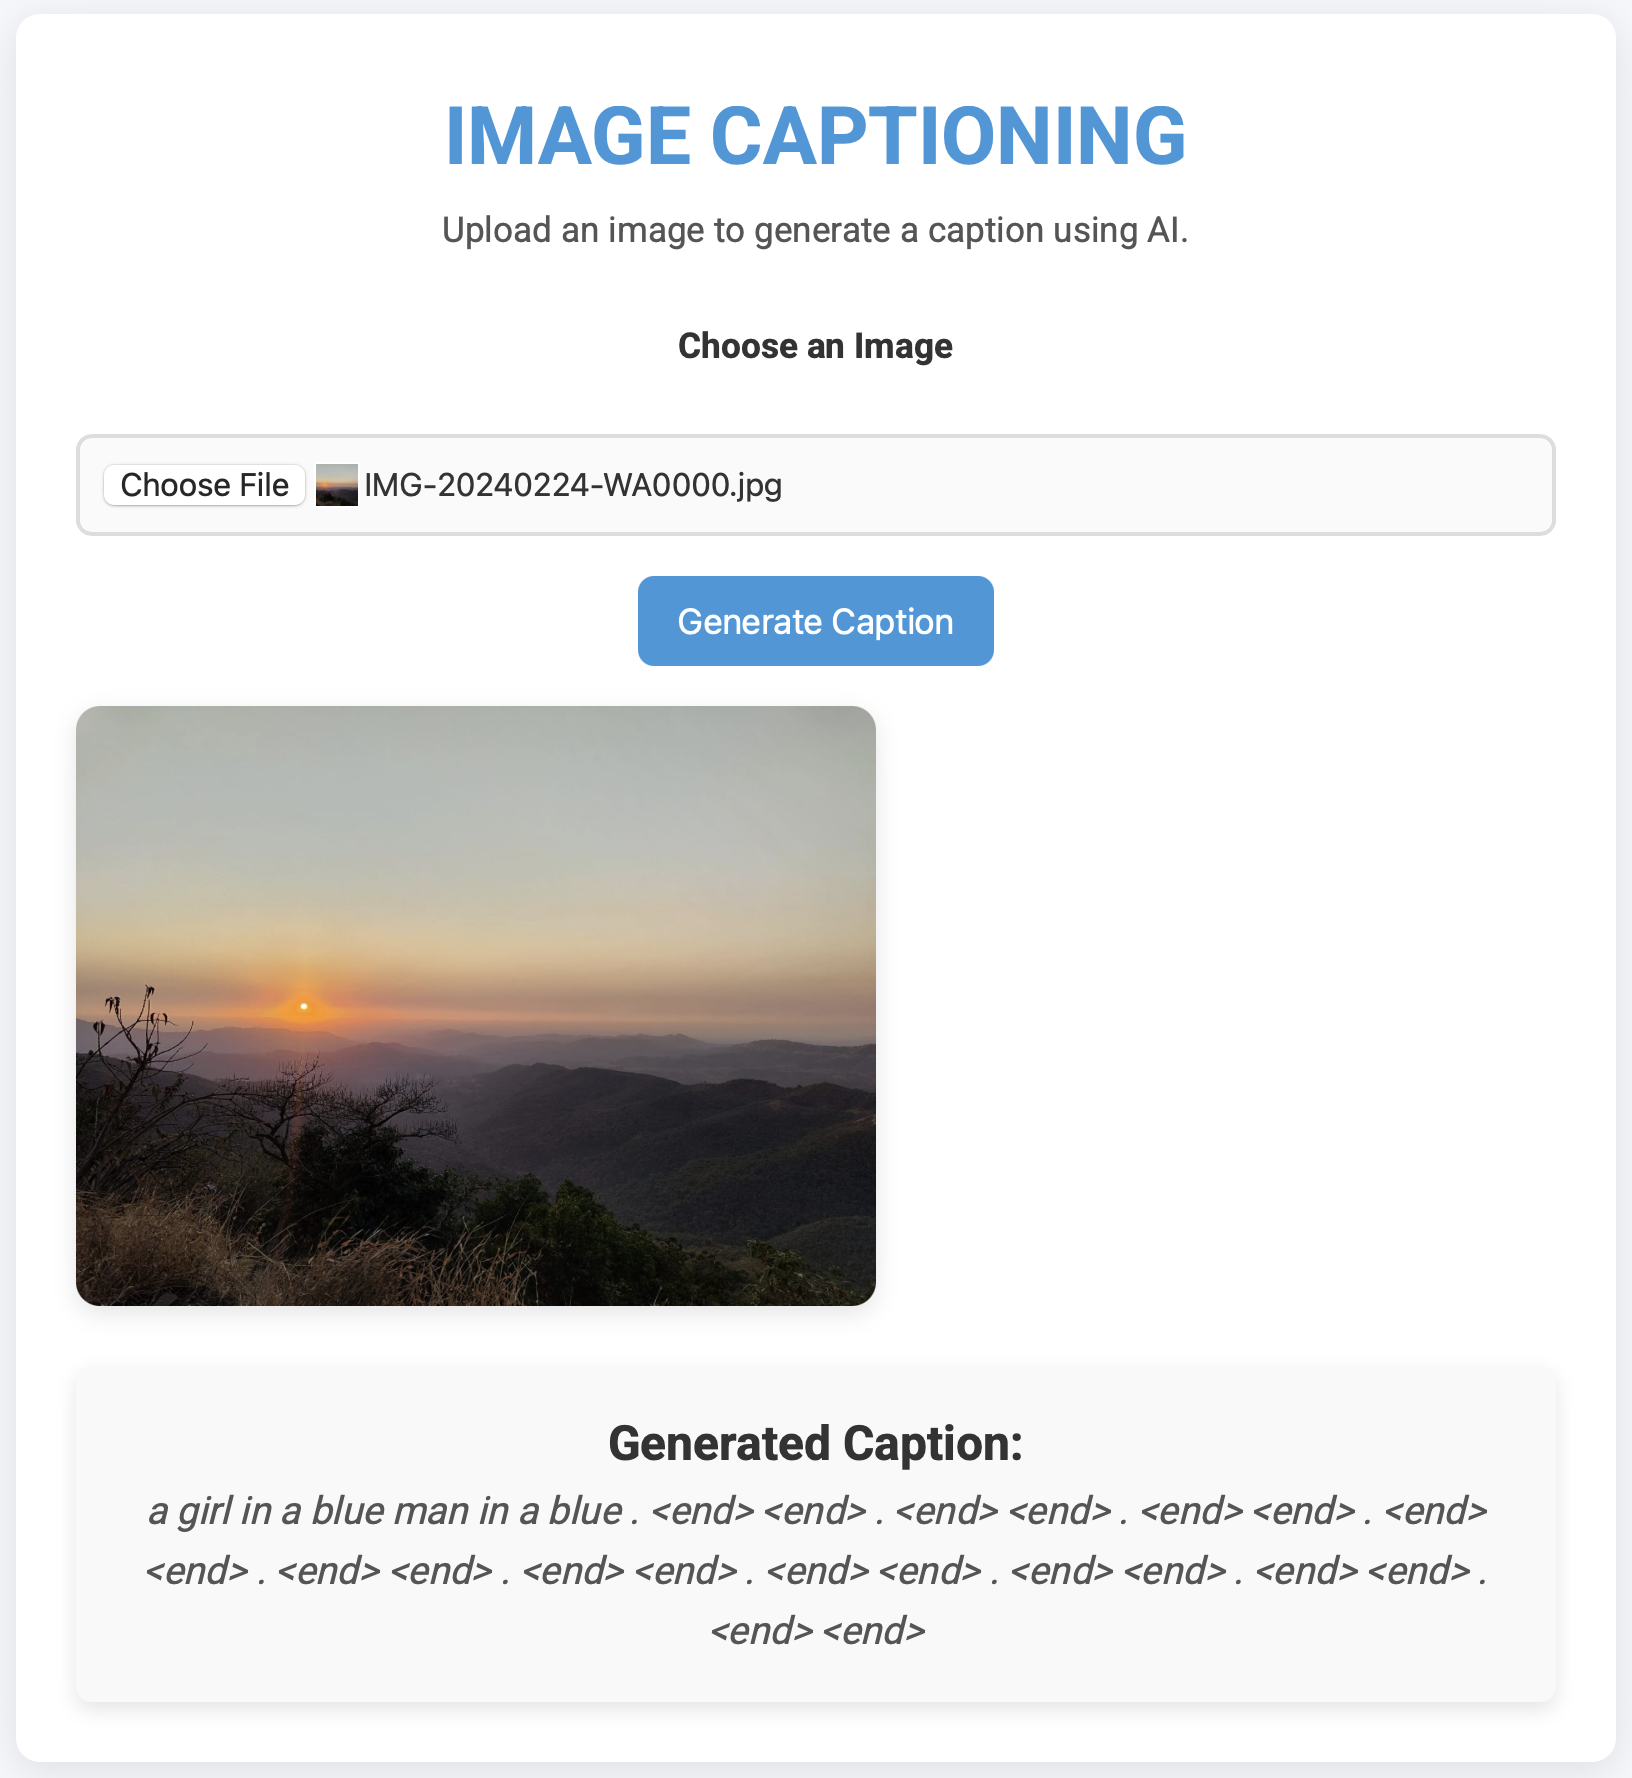 IMAGE CAPTIONING
Upload an image to generate a caption using AI.
Choose an Image
Choose File IMG-20240224-WA0000.jpg
Generate Caption
Generated Caption:
a girl in a blue man in a blue . <end> <end> . <end> <end> . <end> <end> . <end>
<end> . <end> <end> . <end> <end> . <end> <end> . <end> <end> . <end> <end> .
<end> <end>